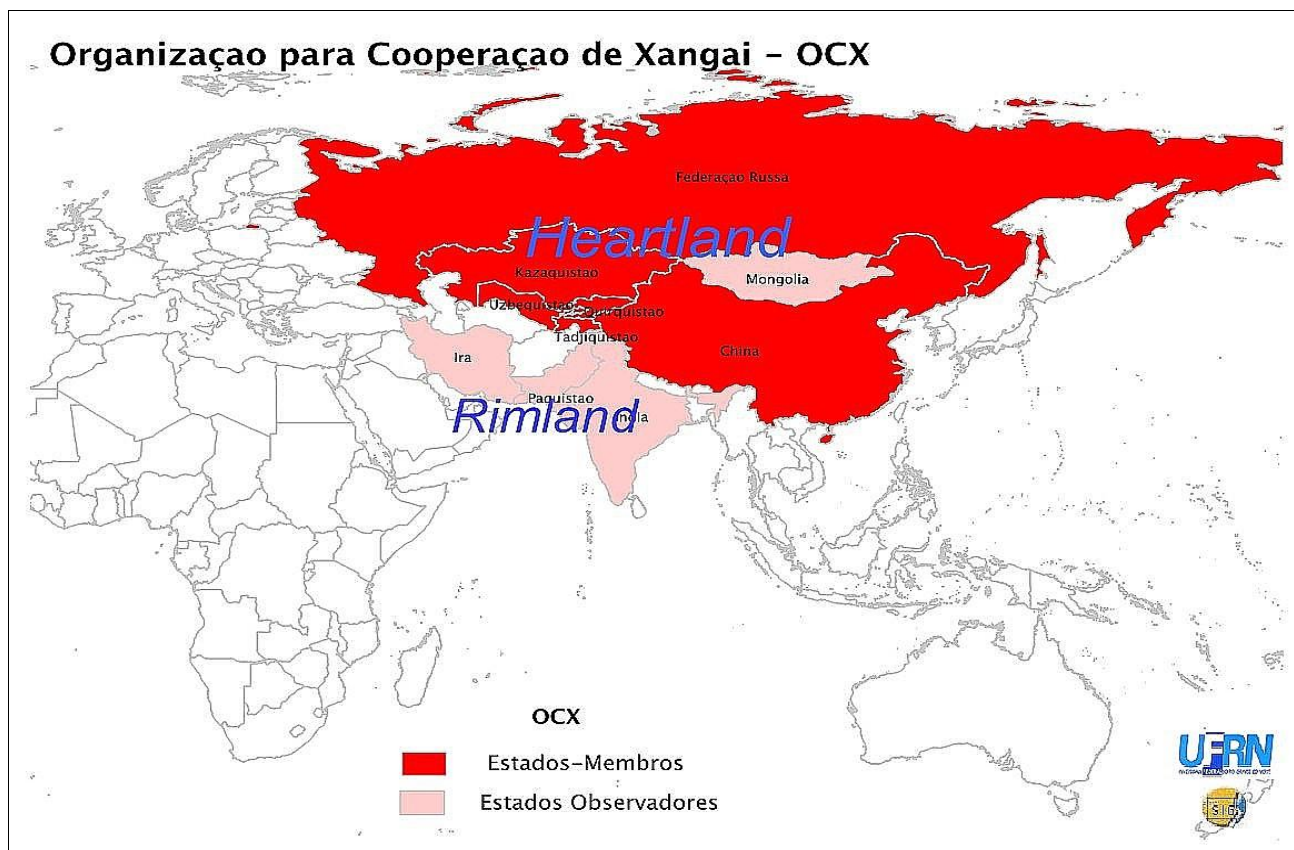 Organizaçao para Cooperaçao de Xangai – OCX
Federaçao Russa
Heartland
Kazaquistao
Mongolia
Uzbequistao
Tadjiquistao
China
Ira
Paquistao
Rimland
OCX
Estados-Membros
Estados Observadores
UFRN